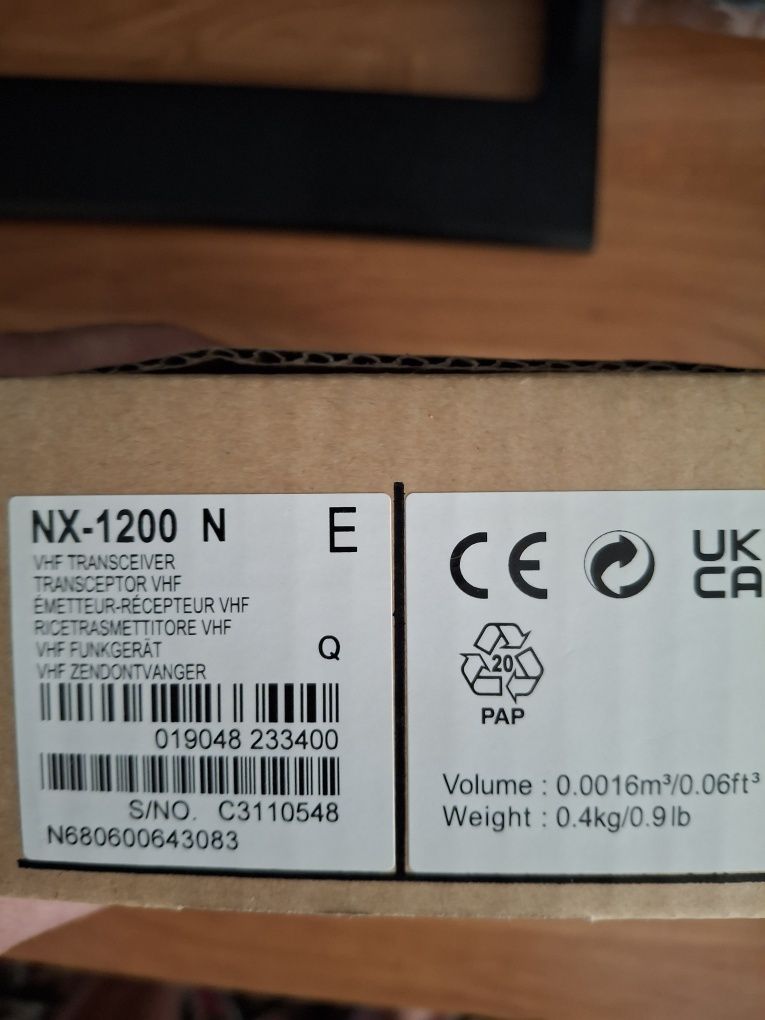 NX-1200 N E
VHF TRANSCEIVER
TRANSCEPTOR VHF
ÉMETTEUR-RÉCEPTEUR VHF
RICETRASMETTITORE VHF
VHF FUNKGERÄT Q
VHF ZENDONTVANGER
019048 233400
S/NO. C3110548
N680600643083
CE
UK
CA
20
PAP
Volume : 0.0016m³/0.06ft³
Weight : 0.4kg/0.9lb